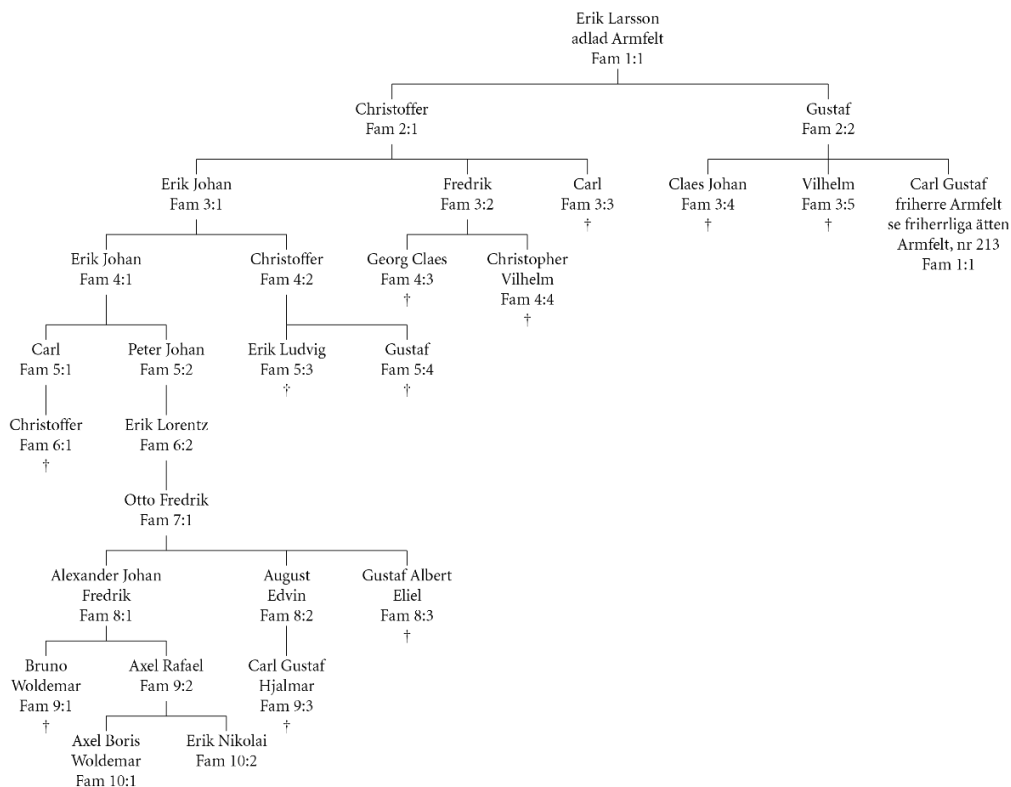 Erik Larsson
adlad Armfelt
Fam 1:1
Christoffer
Fam 2:1
Gustaf
Fam 2:2
Erik Johan
Fam 3:1
Fredrik
Fam 3:2
Carl
Fam 3:3
†
Claes Johan
Fam 3:4
†
Vilhelm
Fam 3:5
†
Carl Gustaf
friherre Armfelt
se friherrliga ätten
Armfelt, nr 213
Fam 1:1
Erik Johan
Fam 4:1
Christoffer
Fam 4:2
Georg Claes
Fam 4:3
†
Christopher
Vilhelm
Fam 4:4
†
Carl
Fam 5:1
Peter Johan
Fam 5:2
Erik Ludvig
Fam 5:3
†
Gustaf
Fam 5:4
†
Christoffer
Fam 6:1
†
Erik Lorentz
Fam 6:2
Otto Fredrik
Fam 7:1
Alexander Johan
Fredrik
Fam 8:1
August
Edvin
Fam 8:2
Gustaf Albert
Eliel
Fam 8:3
†
Bruno
Woldemar
Fam 9:1
†
Axel Rafael
Fam 9:2
Carl Gustaf
Hjalmar
Fam 9:3
†
Axel Boris
Woldemar
Fam 10:1
Erik Nikolai
Fam 10:2